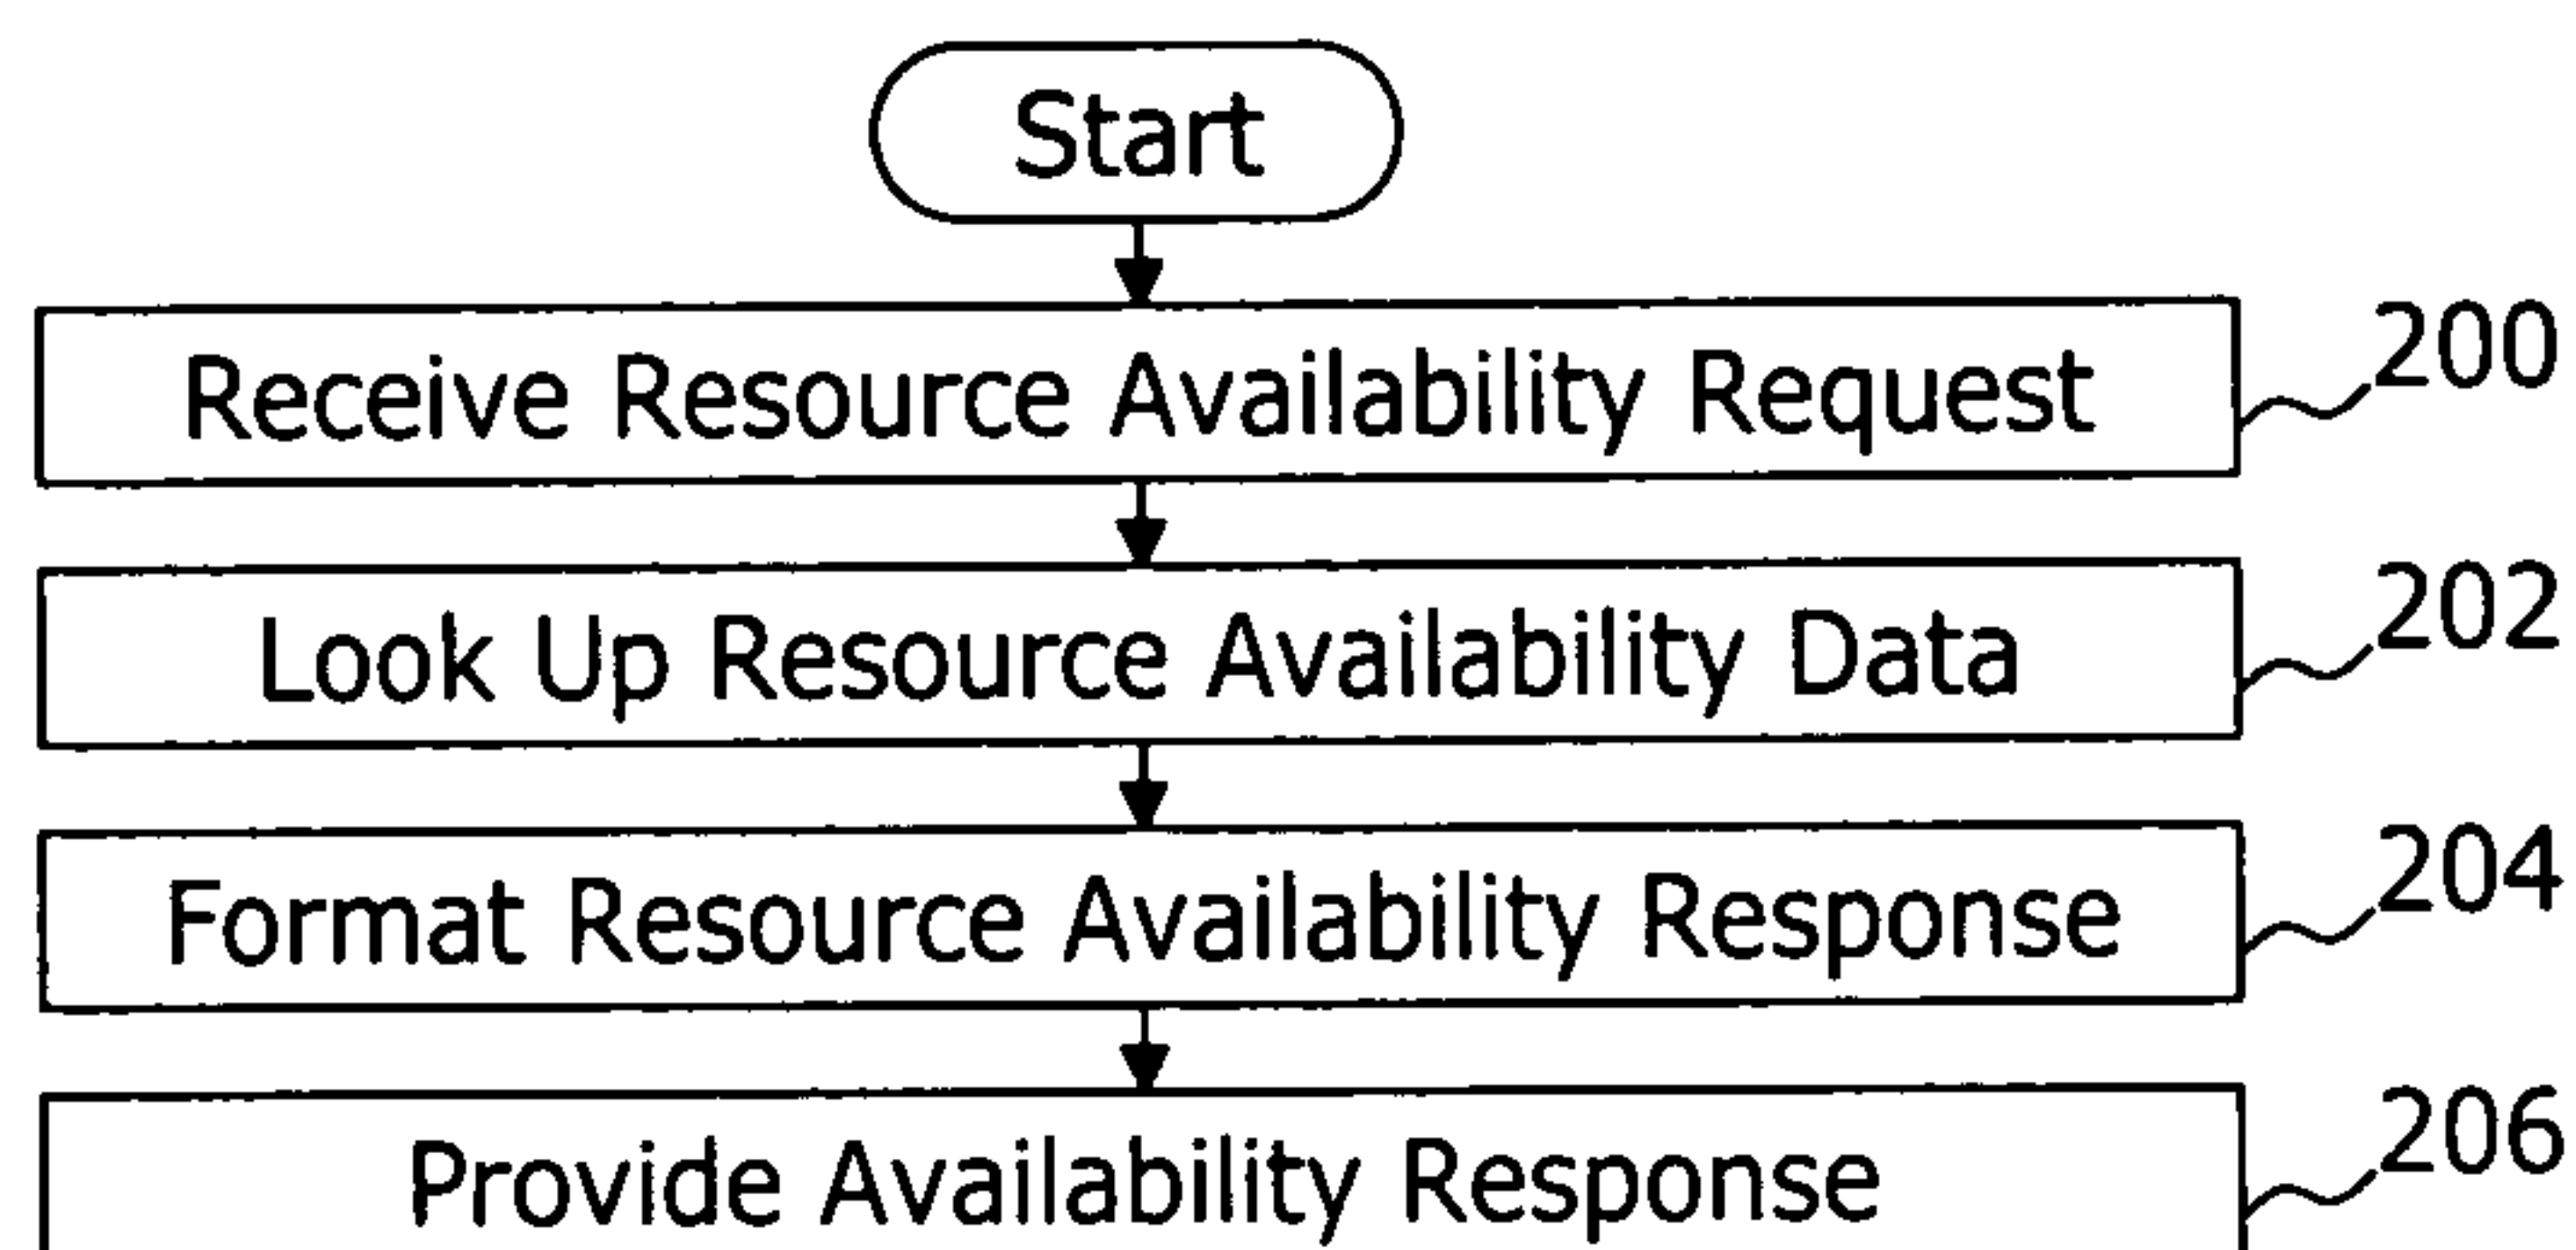 Start
Receive Resource Availability Request
200
Look Up Resource Availability Data
202
Format Resource Availability Response
204
Provide Availability Response
206